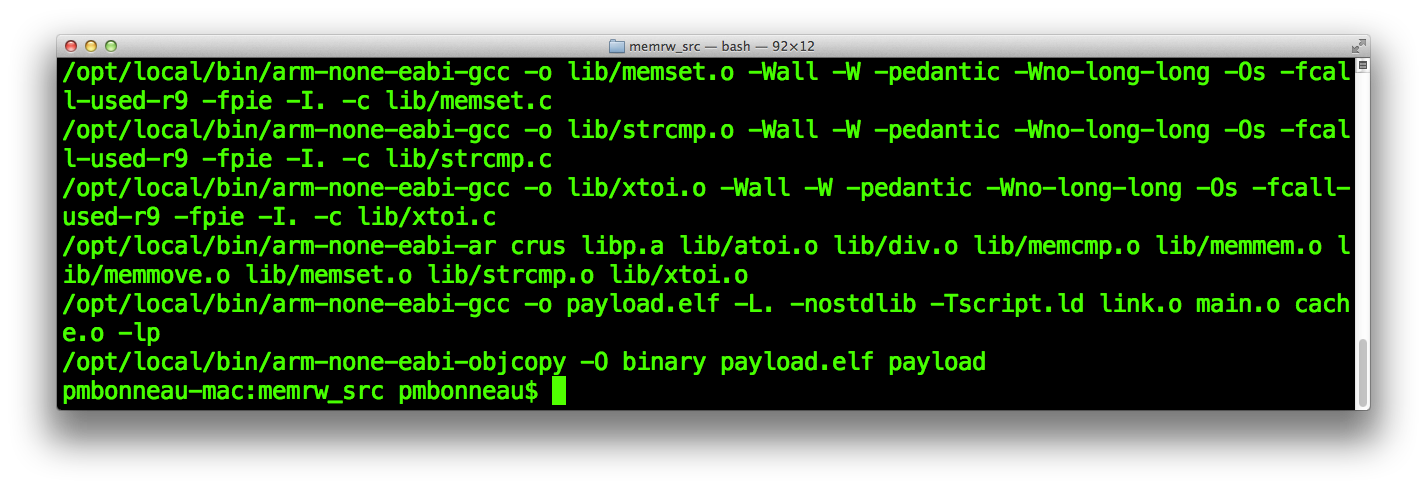 memrw_src — bash — 92×12
/opt/local/bin/arm-none-eabi-gcc -o lib/memset.o -Wall -W -pedantic -Wno-long-long -Os -fcal
l-used-r9 -fpie -I. -c lib/memset.c
/opt/local/bin/arm-none-eabi-gcc -o lib/strcmp.o -Wall -W -pedantic -Wno-long-long -Os -fcal
l-used-r9 -fpie -I. -c lib/strcmp.c
/opt/local/bin/arm-none-eabi-gcc -o lib/xtoi.o -Wall -W -pedantic -Wno-long-long -Os -fcall-
used-r9 -fpie -I. -c lib/xtoi.c
/opt/local/bin/arm-none-eabi-ar crus libp.a lib/atoi.o lib/div.o lib/memcmp.o lib/memmem.o l
ib/memmove.o lib/memset.o lib/strcmp.o lib/xtoi.o
/opt/local/bin/arm-none-eabi-gcc -o payload.elf -L. -nostdlib -Tscript.ld link.o main.o cach
e.o -lp
/opt/local/bin/arm-none-eabi-objcopy -O binary payload.elf payload
pmbonneau-mac:memrw_src pmbonneau$